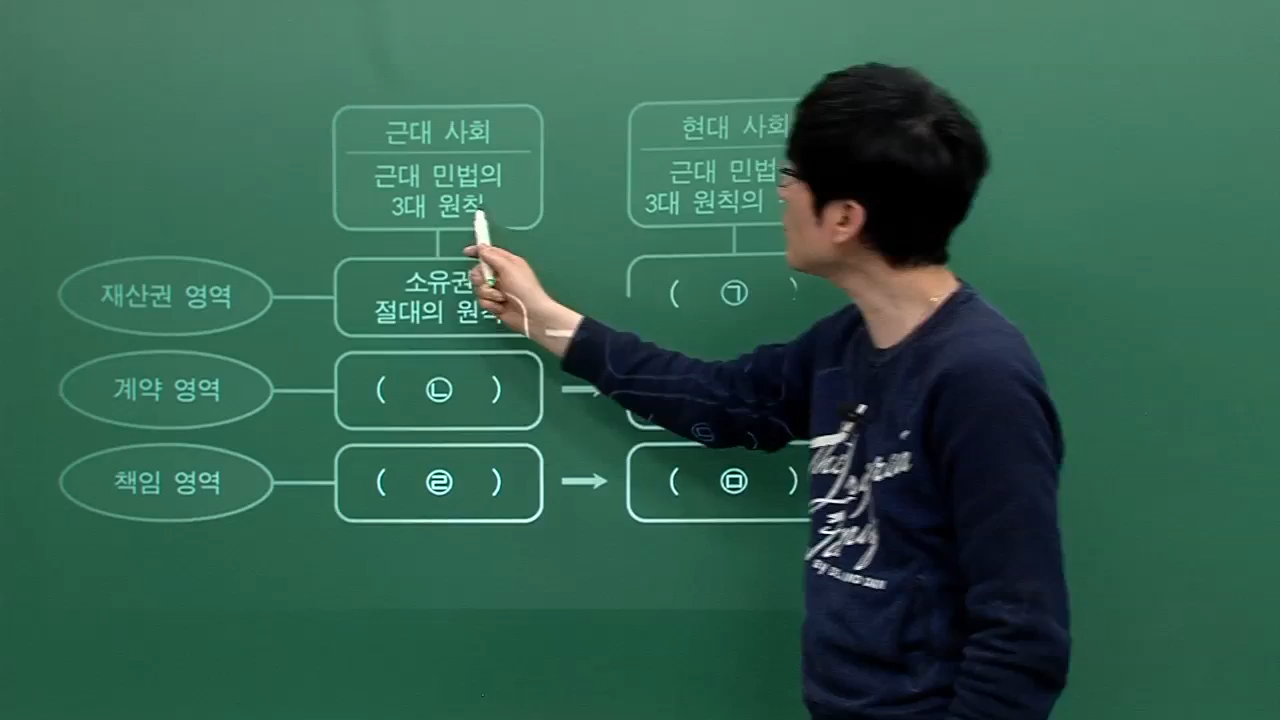 근대 사회
근대 민법의
3대 원칙
현대 사회
근대 민법
3대 원칙의
재산권 영역
소유권
절대의 원칙
( ㉠ )
계약 영역
( ㉡ )
㉢
책임 영역
( ㉣ )
( ㉤ )